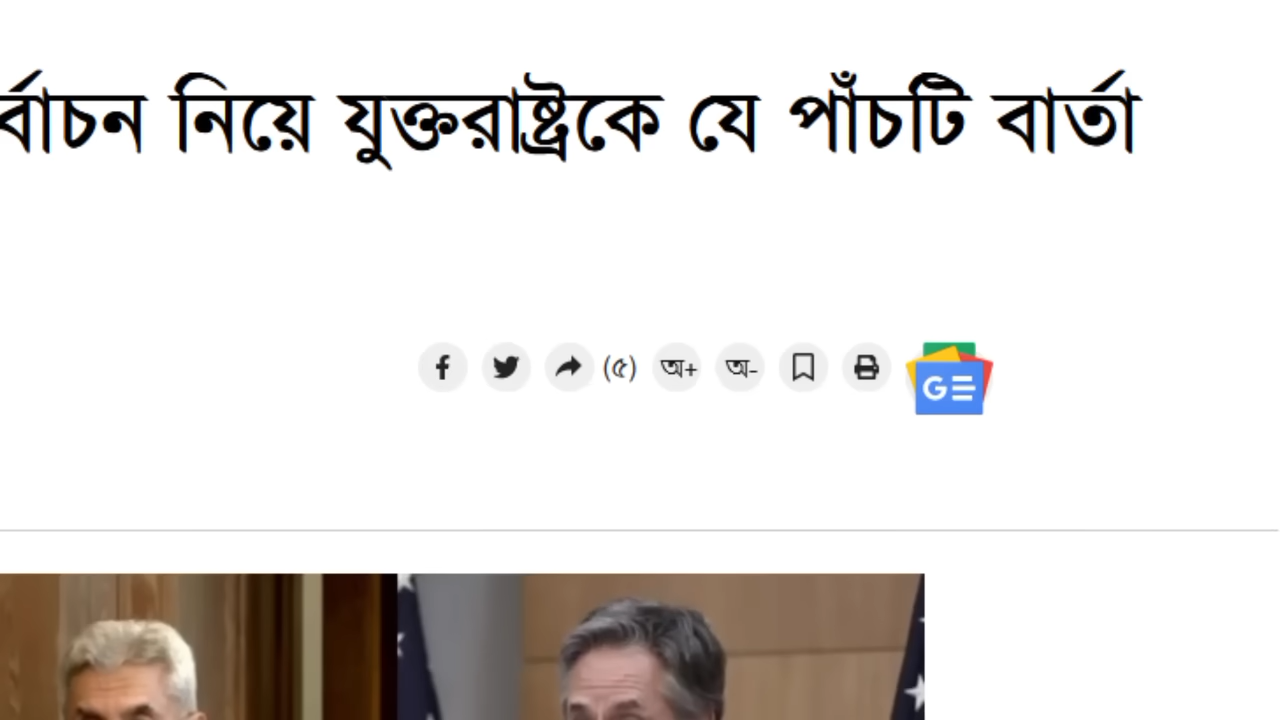 র্বাচন নিয়ে যুক্তরাষ্ট্রকে যে পাঁচটি বার্তা
(৫) অ+ অ-
G